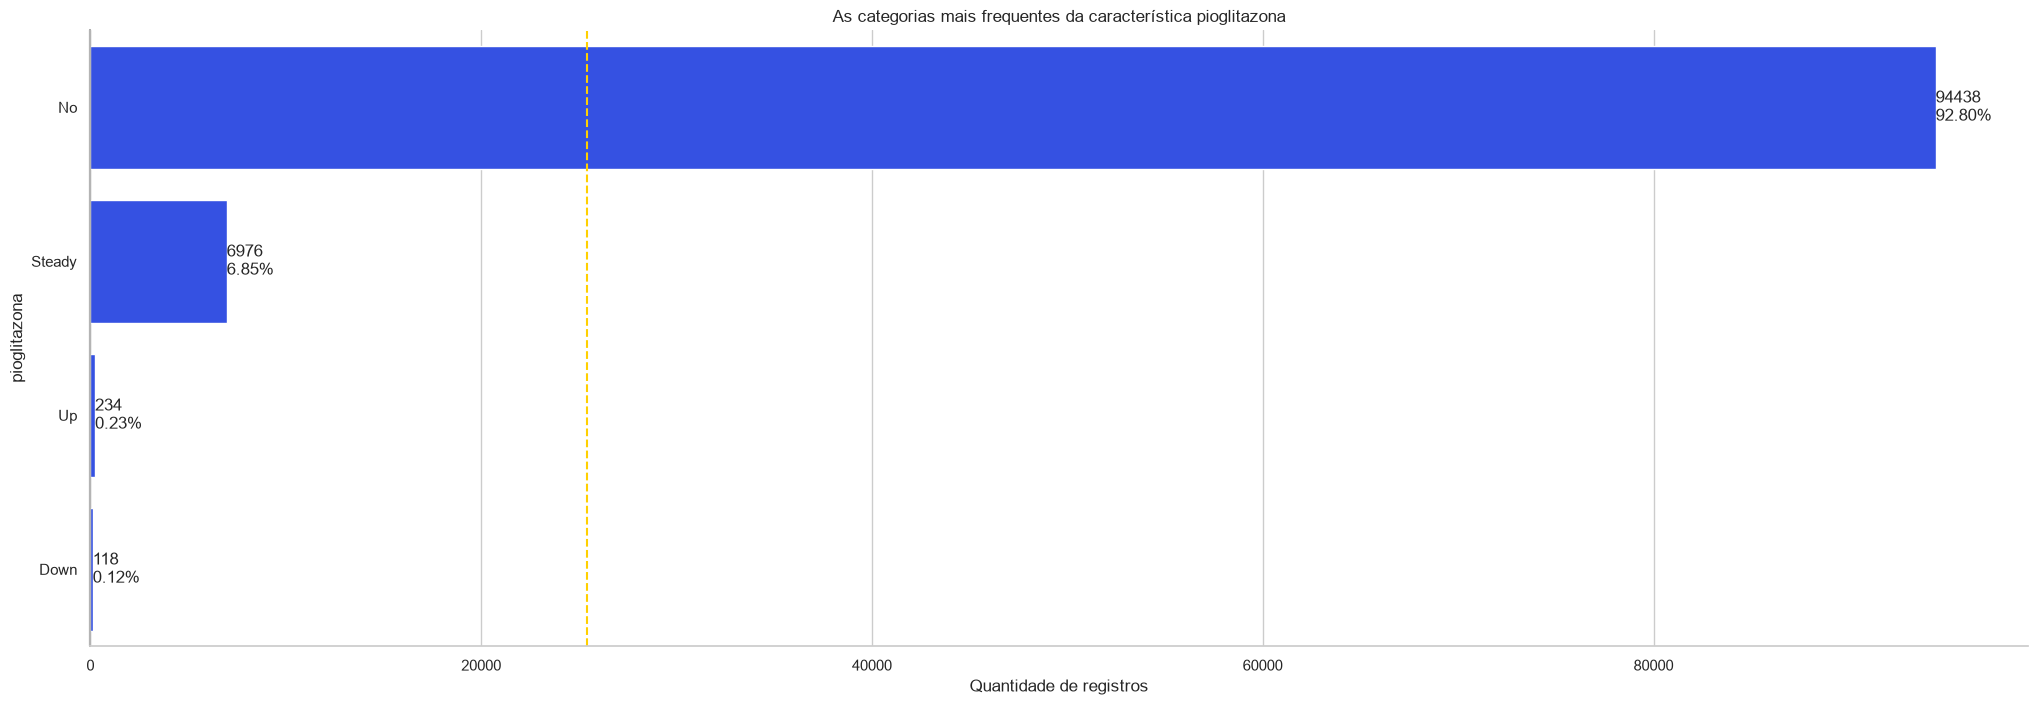 As categorias mais frequentes da característica pioglitazona
No
94438
92.80%
Steady
6976
6.85%
Up
234
0.23%
Down
118
0.12%
pioglitazona
0
20000
40000
60000
80000
Quantidade de registros